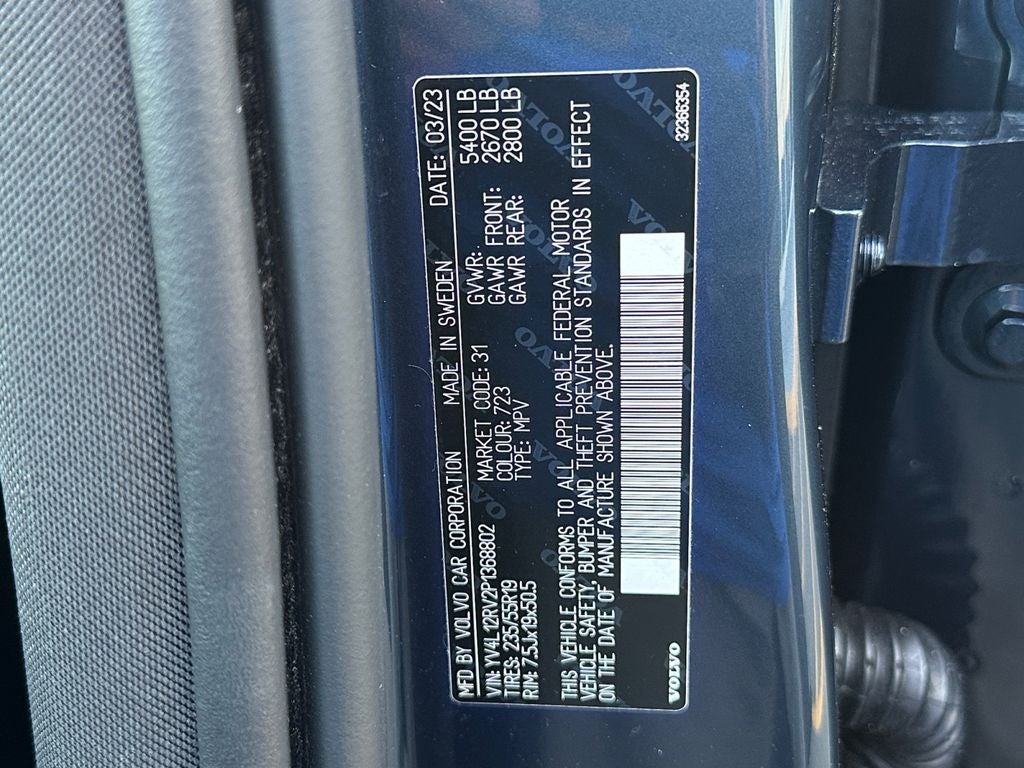 MFD BY VOLVO CAR CORPORATION MADE IN SWEDEN DATE: 03/23
VIN: YV4L12RV2P1368802 MARKET CODE: 31 GVWR: 5400 LB
TIRES: 235/55R19 COLOUR: 723 GAWR FRONT: 2670 LB
RIM: 7.5Jx19x50.5 TYPE: MPV GAWR REAR: 2800 LB
THIS VEHICLE CONFORMS TO ALL APPLICABLE FEDERAL MOTOR
VEHICLE SAFETY, BUMPER AND THEFT PREVENTION STANDARDS IN EFFECT
ON THE DATE OF MANUFACTURE SHOWN ABOVE.
VOLVO 32366354